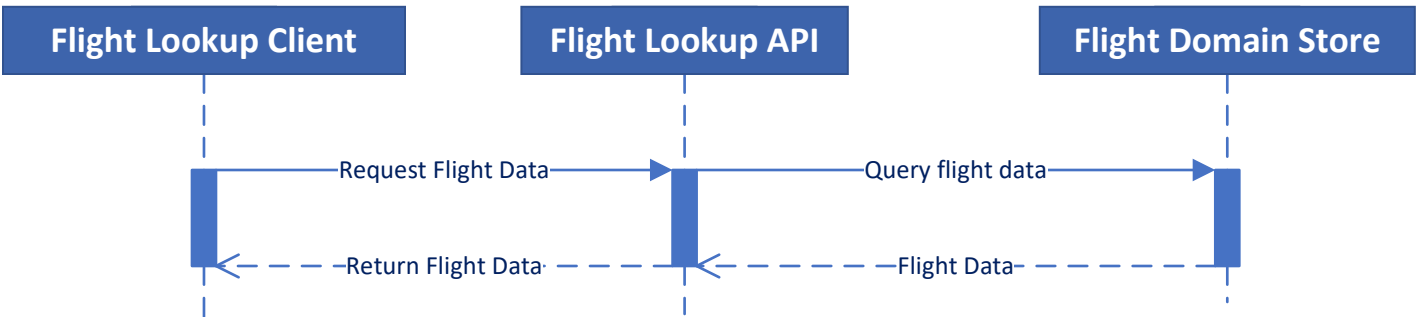 Flight Lookup Client
Flight Lookup API
Flight Domain Store
Request Flight Data
Query flight data
Return Flight Data
Flight Data